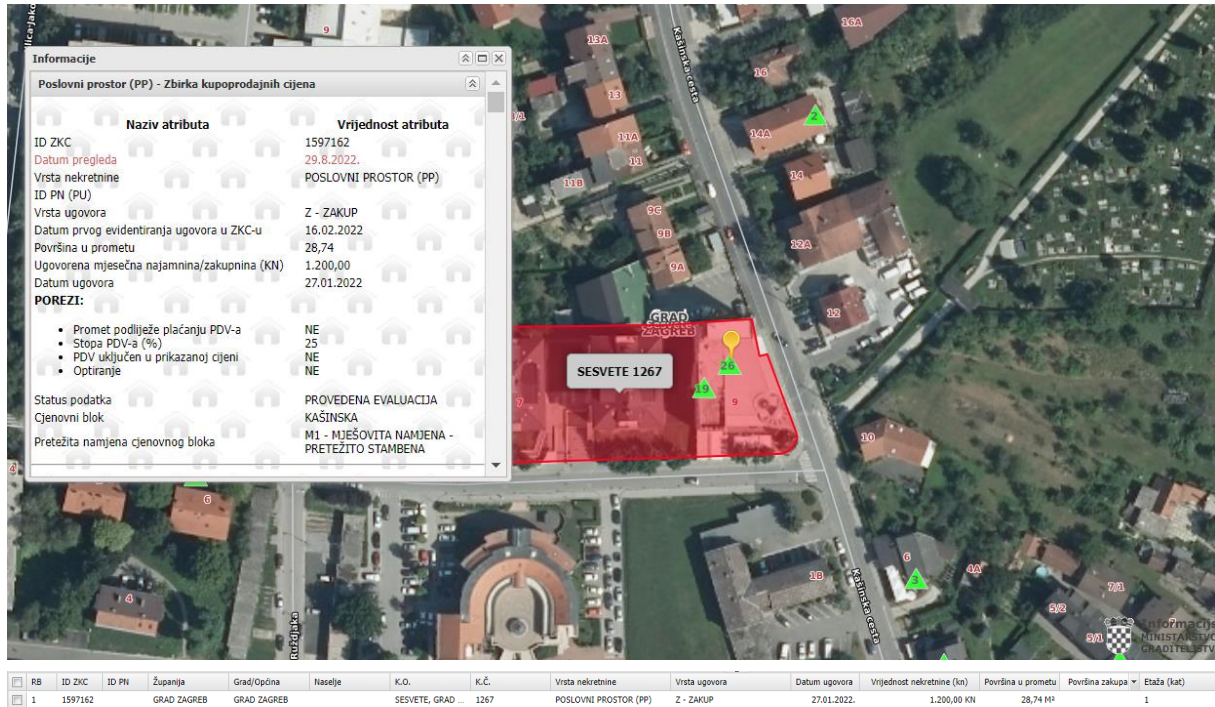 Informacije
Poslovni prostor (PP) - Zbirka kupoprodajnih cijena
Naziv atributa Vrijednost atributa
ID ZKC 1597162
Datum pregleda 29.8.2022.
Vrsta nekretnine POSLOVNI PROSTOR (PP)
ID PN (PU)
Vrsta ugovora Z - ZAKUP
Datum prvog evidentiranja ugovora u ZKC-u 16.02.2022
Površina u prometu 28,74
Ugovorena mjesečna najamnina/zakupnina (KN) 1.200,00
Datum ugovora 27.01.2022
POREZI:
• Promet podliježe plaćanju PDV-a NE
• Stopa PDV-a (%) 25
• PDV uključen u prikazanoj cijeni NE
• Optiranje NE
Status podatka PROVEDENA EVALUACIJA
Cjenovni blok KAŠINSKA
Pretežita namjena cjenovnog bloka M1 - MJEŠOVITA NAMJENA - PRETEŽITO STAMBENA
9
16A
13A
Kašinska cesta
16
13
2
14A
11A
11
11B
14
9C
9B
12A
9A
12
GRAD
ZAGREB
SESVETE 1267
26
19
7
9
10
4
6
4
Ruždjaka
1B
Kašinska cesta
6
3
4A
7/1
5/2
5/1
Informacijs
MINISTARSTVO
GRADITELJSTV
RB ID ZKC ID PN Županija Grad/Općina Naselje K.O. K.Č. Vrsta nekretnine Vrsta ugovora Datum ugovora Vrijednost nekretnine (kn) Površina u prometu Površina zakupa Etaža (kat)
1 1597162 GRAD ZAGREB GRAD ZAGREB SESVETE, GRAD ... 1267 POSLOVNI PROSTOR (PP) Z - ZAKUP 27.01.2022. 1.200,00 KN 28,74 M² 1